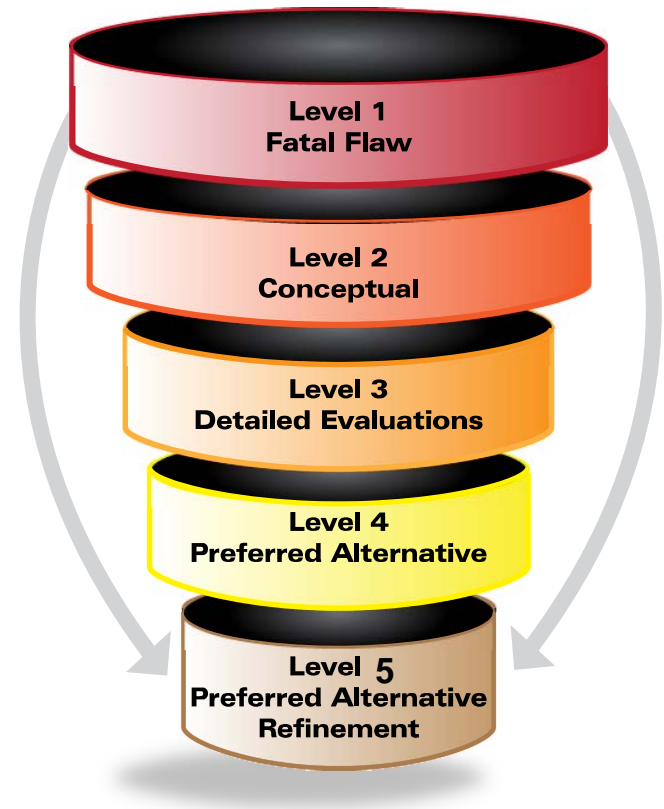 Level 1
Fatal Flaw
Level 2
Conceptual
Level 3
Detailed Evaluations
Level 4
Preferred Alternative
Level 5
Preferred Alternative
Refinement